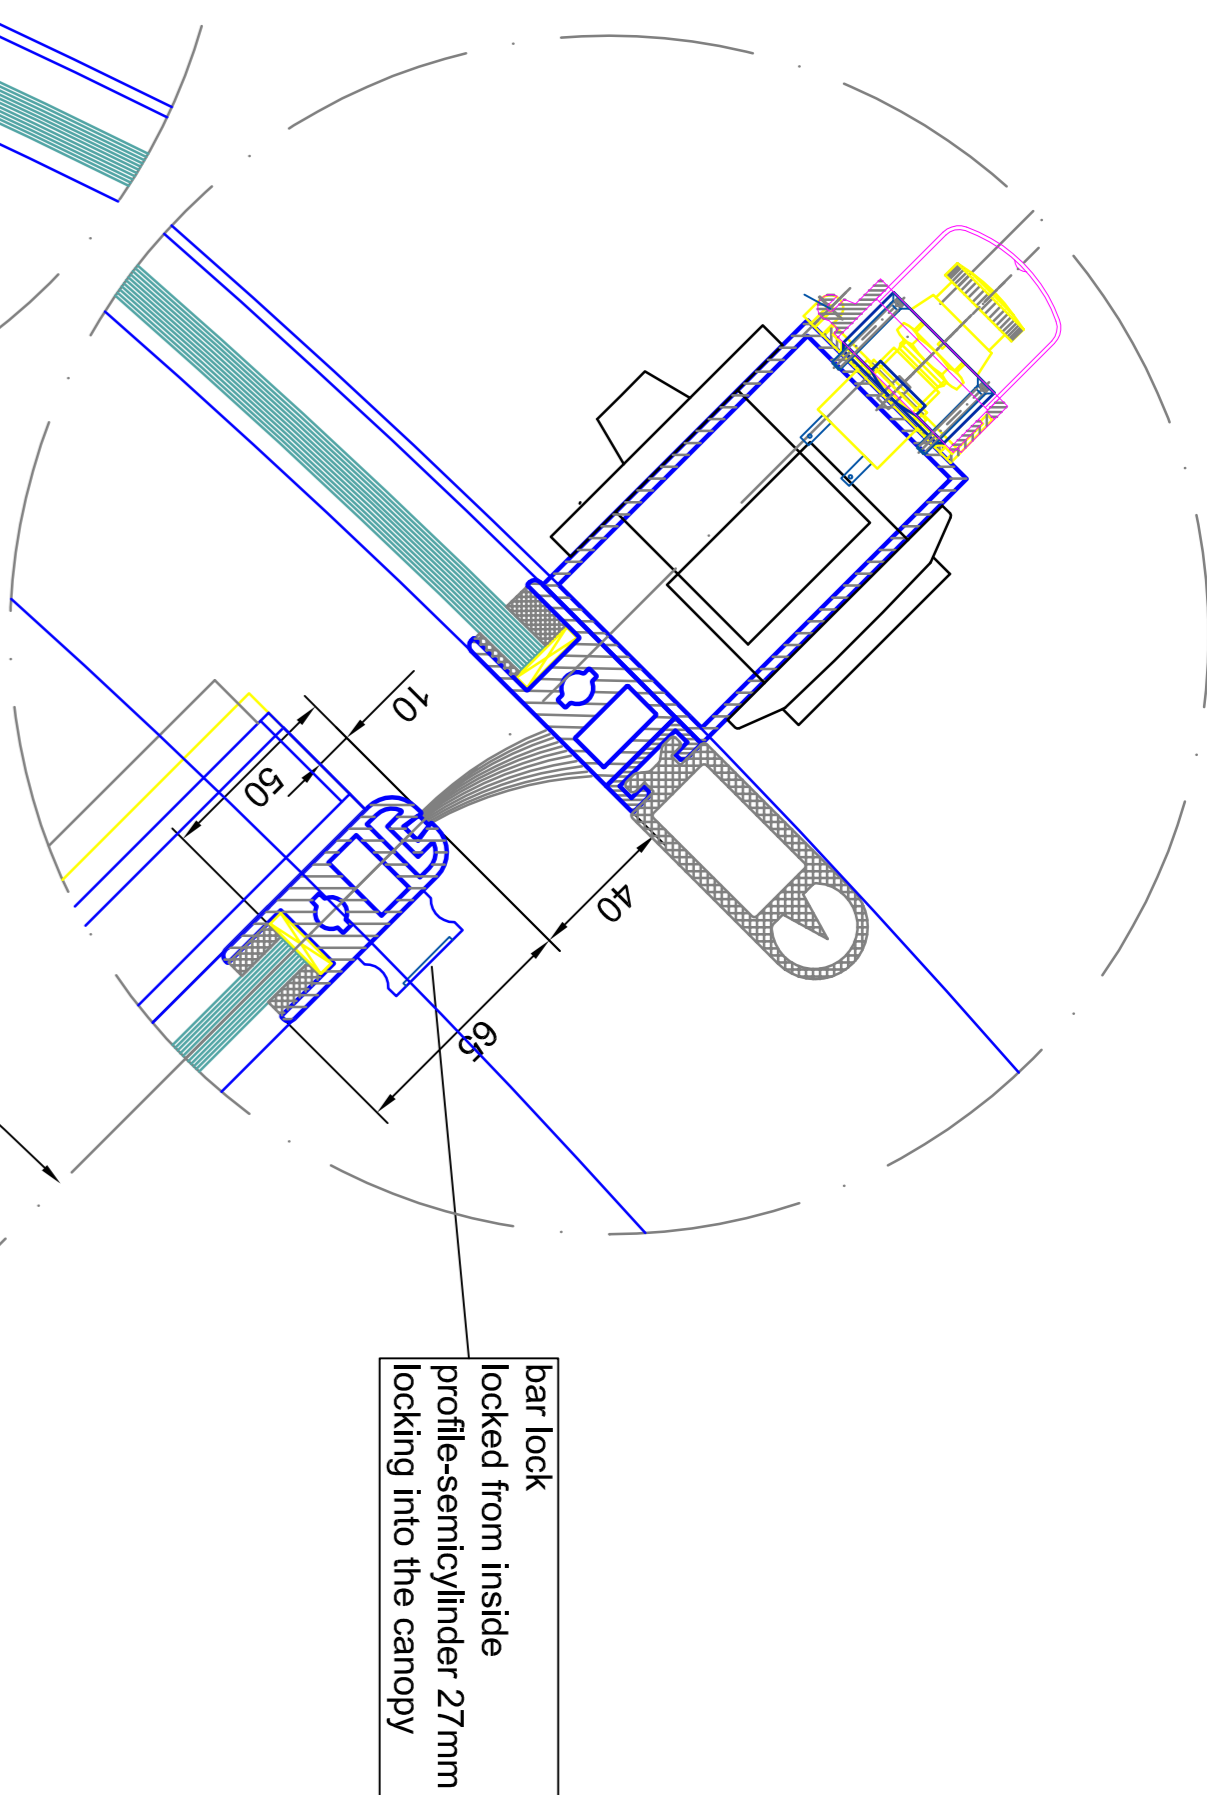 10
50
40
65
bar lock
locked from inside
profile-semicylinder 27mm
locking into the canopy